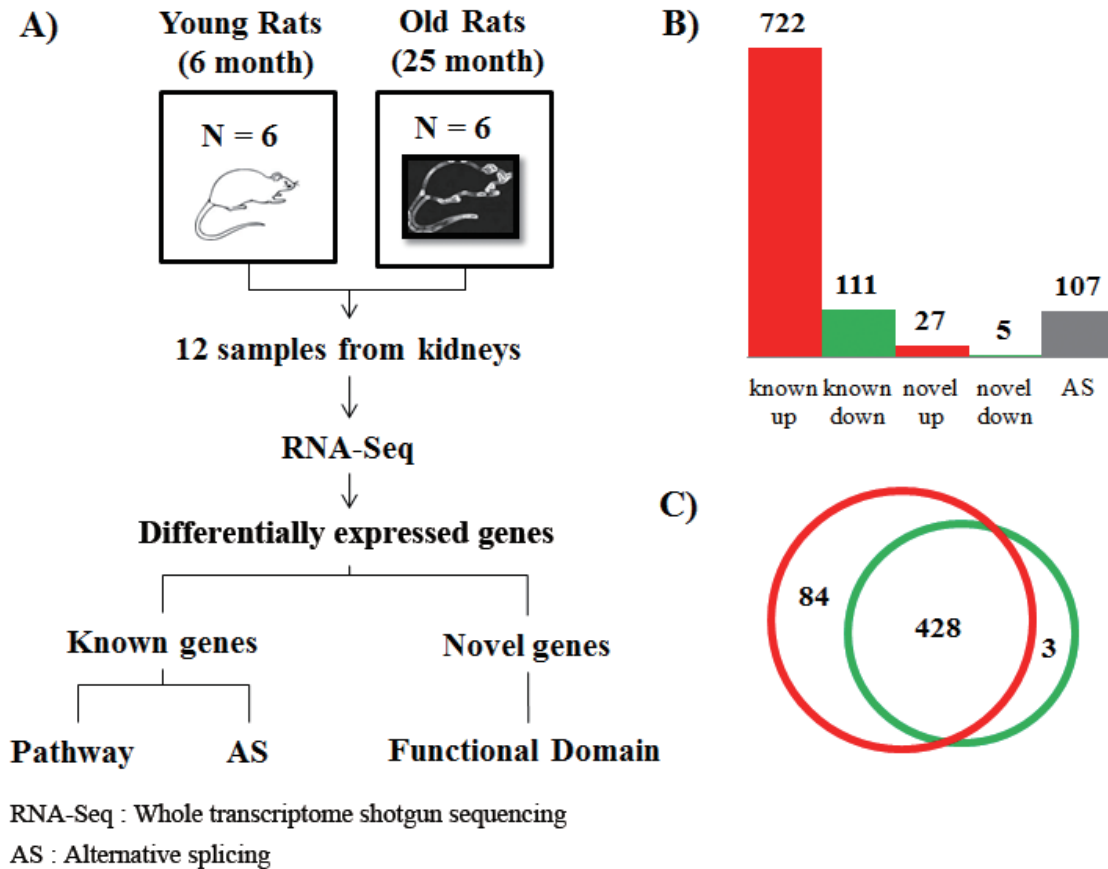 A)
Young Rats
(6 month)
Old Rats
(25 month)
N = 6
N = 6
12 samples from kidneys
RNA-Seq
Differentially expressed genes
Known genes
Novel genes
Pathway
AS
Functional Domain
RNA-Seq : Whole transcriptome shotgun sequencing
AS : Alternative splicing
B)
722
111
27
5
107
known
up
known
down
novel
up
novel
down
AS
C)
84
428
3